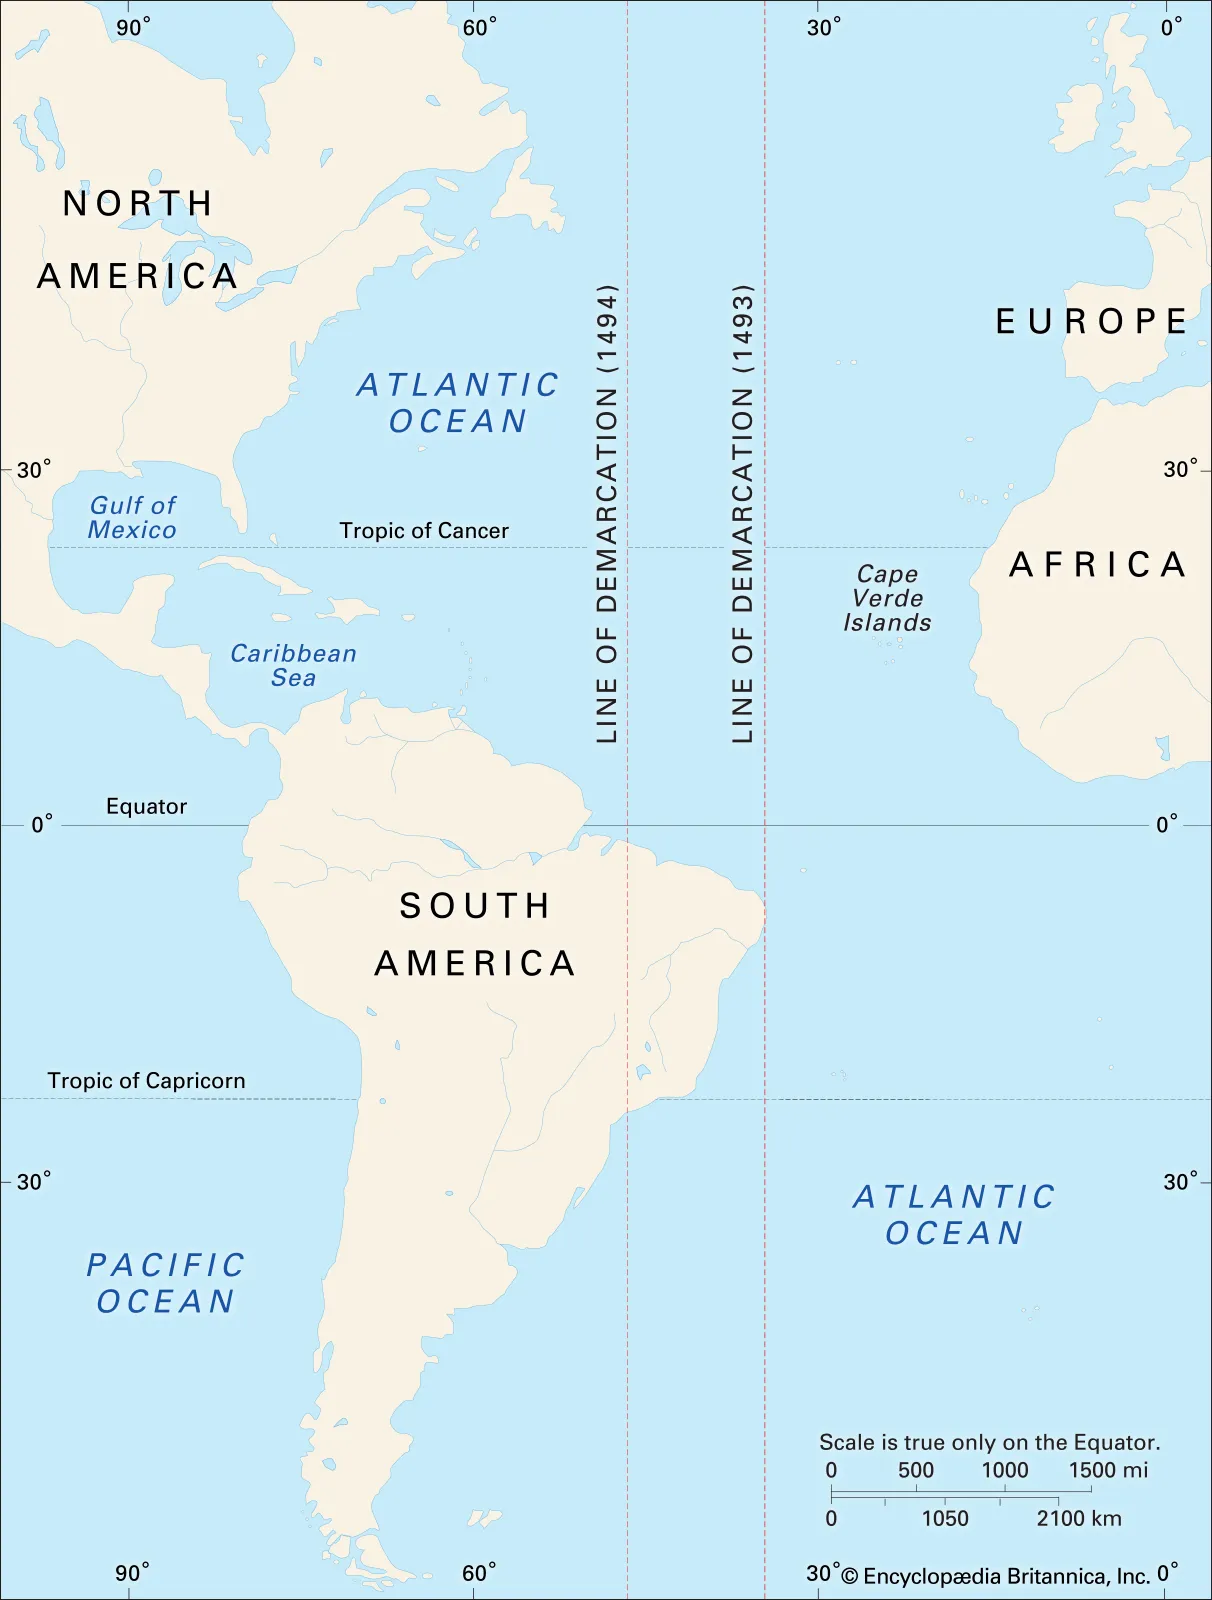 90°
60°
30°
0°
NORTH
AMERICA
EUROPE
LINE OF DEMARCATION (1494)
LINE OF DEMARCATION (1493)
ATLANTIC
OCEAN
30°
30°
Gulf of
Mexico
Tropic of Cancer
AFRICA
Cape
Verde
Islands
Caribbean
Sea
Equator
0°
0°
SOUTH
AMERICA
Tropic of Capricorn
30°
30°
ATLANTIC
OCEAN
PACIFIC
OCEAN
Scale is true only on the Equator.
0 500 1000 1500 mi
0 1050 2100 km
90°
60°
30°
© Encyclopædia Britannica, Inc.
0°